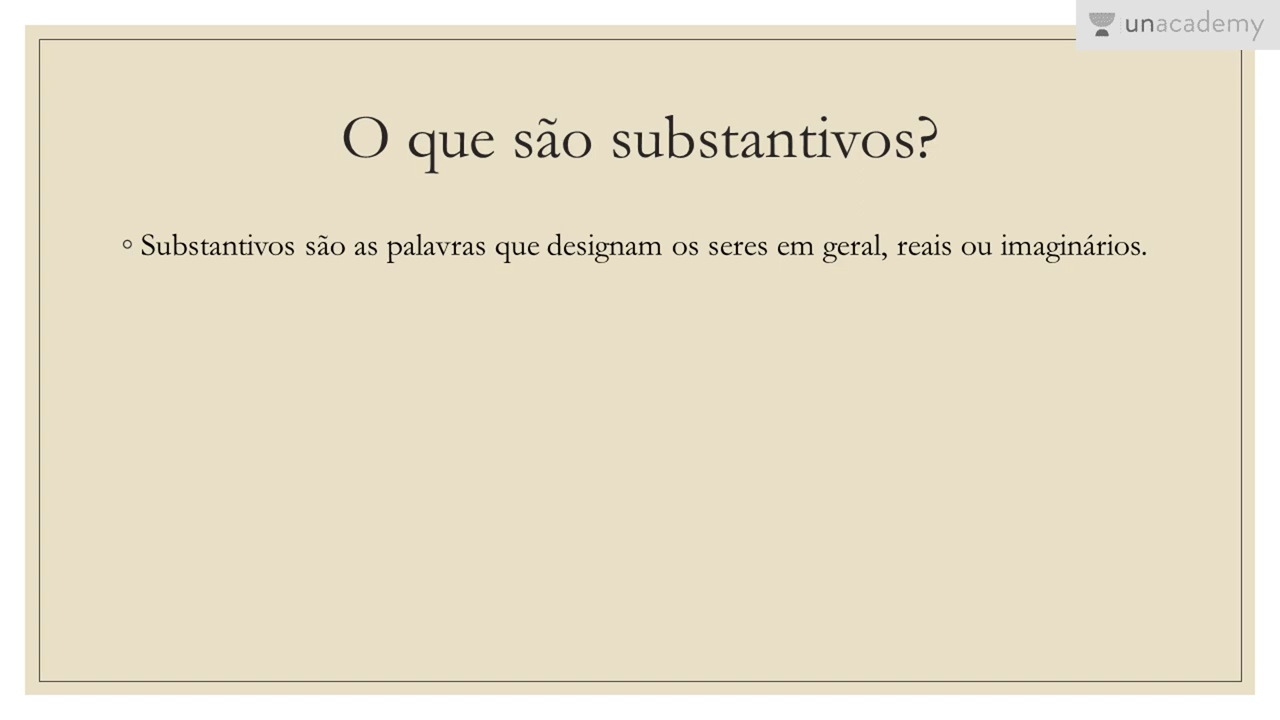 unacademy
O que são substantivos?
◦ Substantivos são as palavras que designam os seres em geral, reais ou imaginários.